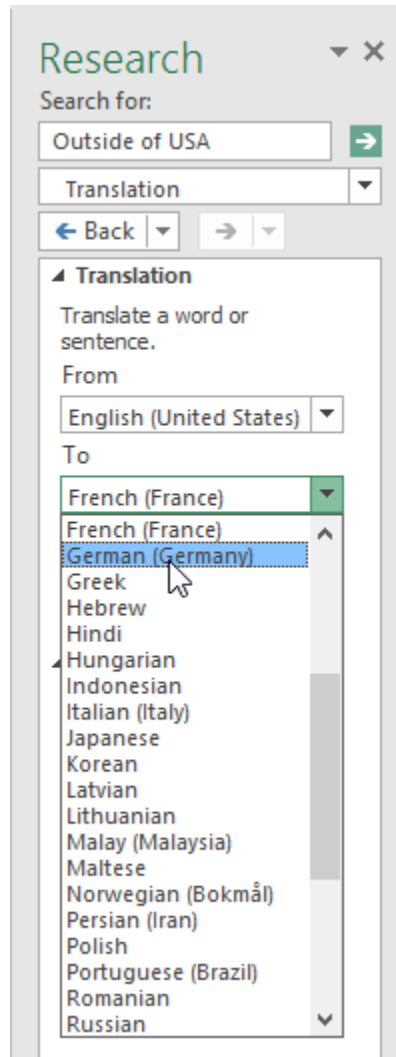 Research
Search for:
Outside of USA
Translation
Back
Translation
Translate a word or
sentence.
From
English (United States)
To
French (France)
French (France)
German (Germany)
Greek
Hebrew
Hindi
Hungarian
Indonesian
Italian (Italy)
Japanese
Korean
Latvian
Lithuanian
Malay (Malaysia)
Maltese
Norwegian (Bokmål)
Persian (Iran)
Polish
Portuguese (Brazil)
Romanian
Russian